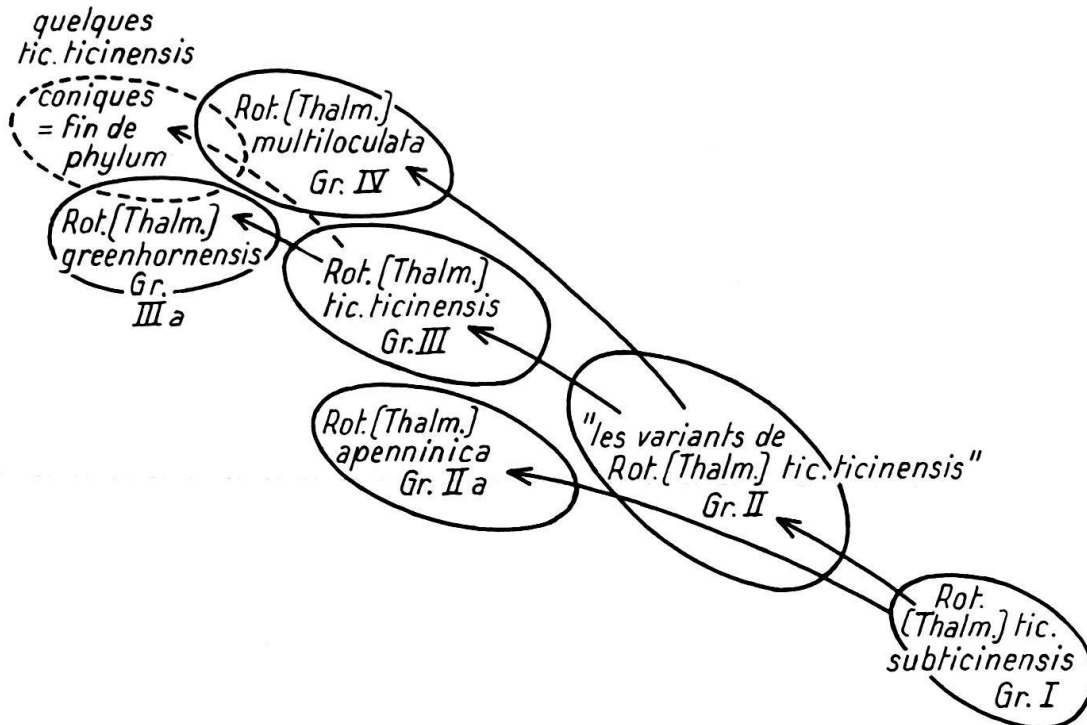 quelques
tic. ticinensis
coniques
= fin de
phylum
Rot. (Thalm.)
multiloculata
Gr. IV
Rot. (Thalm.)
greenhornensis
Gr.
III a
Rot. (Thalm.)
tic. ticinensis
Gr. III
Rot. (Thalm.)
apenninica
Gr. II a
"les variants de
Rot. (Thalm.) tic. ticinensis"
Gr. II
Rot.
(Thalm.) tic.
subticinensis
Gr. I